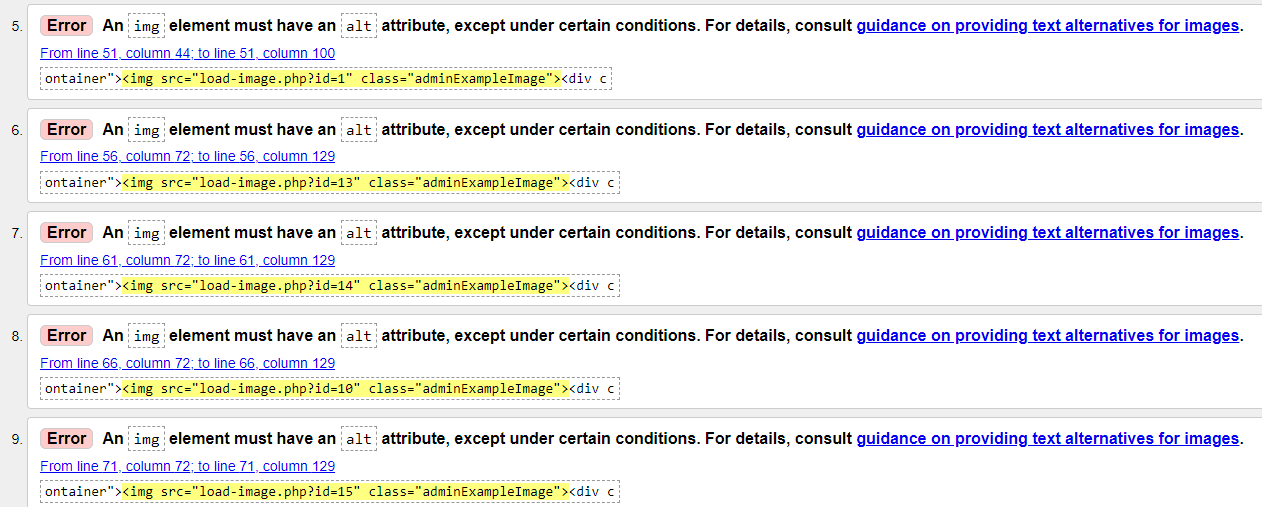 5. Error An img element must have an alt attribute, except under certain conditions. For details, consult guidance on providing text alternatives for images.
From line 51, column 44; to line 51, column 100
ontainer"><img src="load-image.php?id=1" class="adminExampleImage"><div c
6. Error An img element must have an alt attribute, except under certain conditions. For details, consult guidance on providing text alternatives for images.
From line 56, column 72; to line 56, column 129
ontainer"><img src="load-image.php?id=13" class="adminExampleImage"><div c
7. Error An img element must have an alt attribute, except under certain conditions. For details, consult guidance on providing text alternatives for images.
From line 61, column 72; to line 61, column 129
ontainer"><img src="load-image.php?id=14" class="adminExampleImage"><div c
8. Error An img element must have an alt attribute, except under certain conditions. For details, consult guidance on providing text alternatives for images.
From line 66, column 72; to line 66, column 129
ontainer"><img src="load-image.php?id=10" class="adminExampleImage"><div c
9. Error An img element must have an alt attribute, except under certain conditions. For details, consult guidance on providing text alternatives for images.
From line 71, column 72; to line 71, column 129
ontainer"><img src="load-image.php?id=15" class="adminExampleImage"><div c